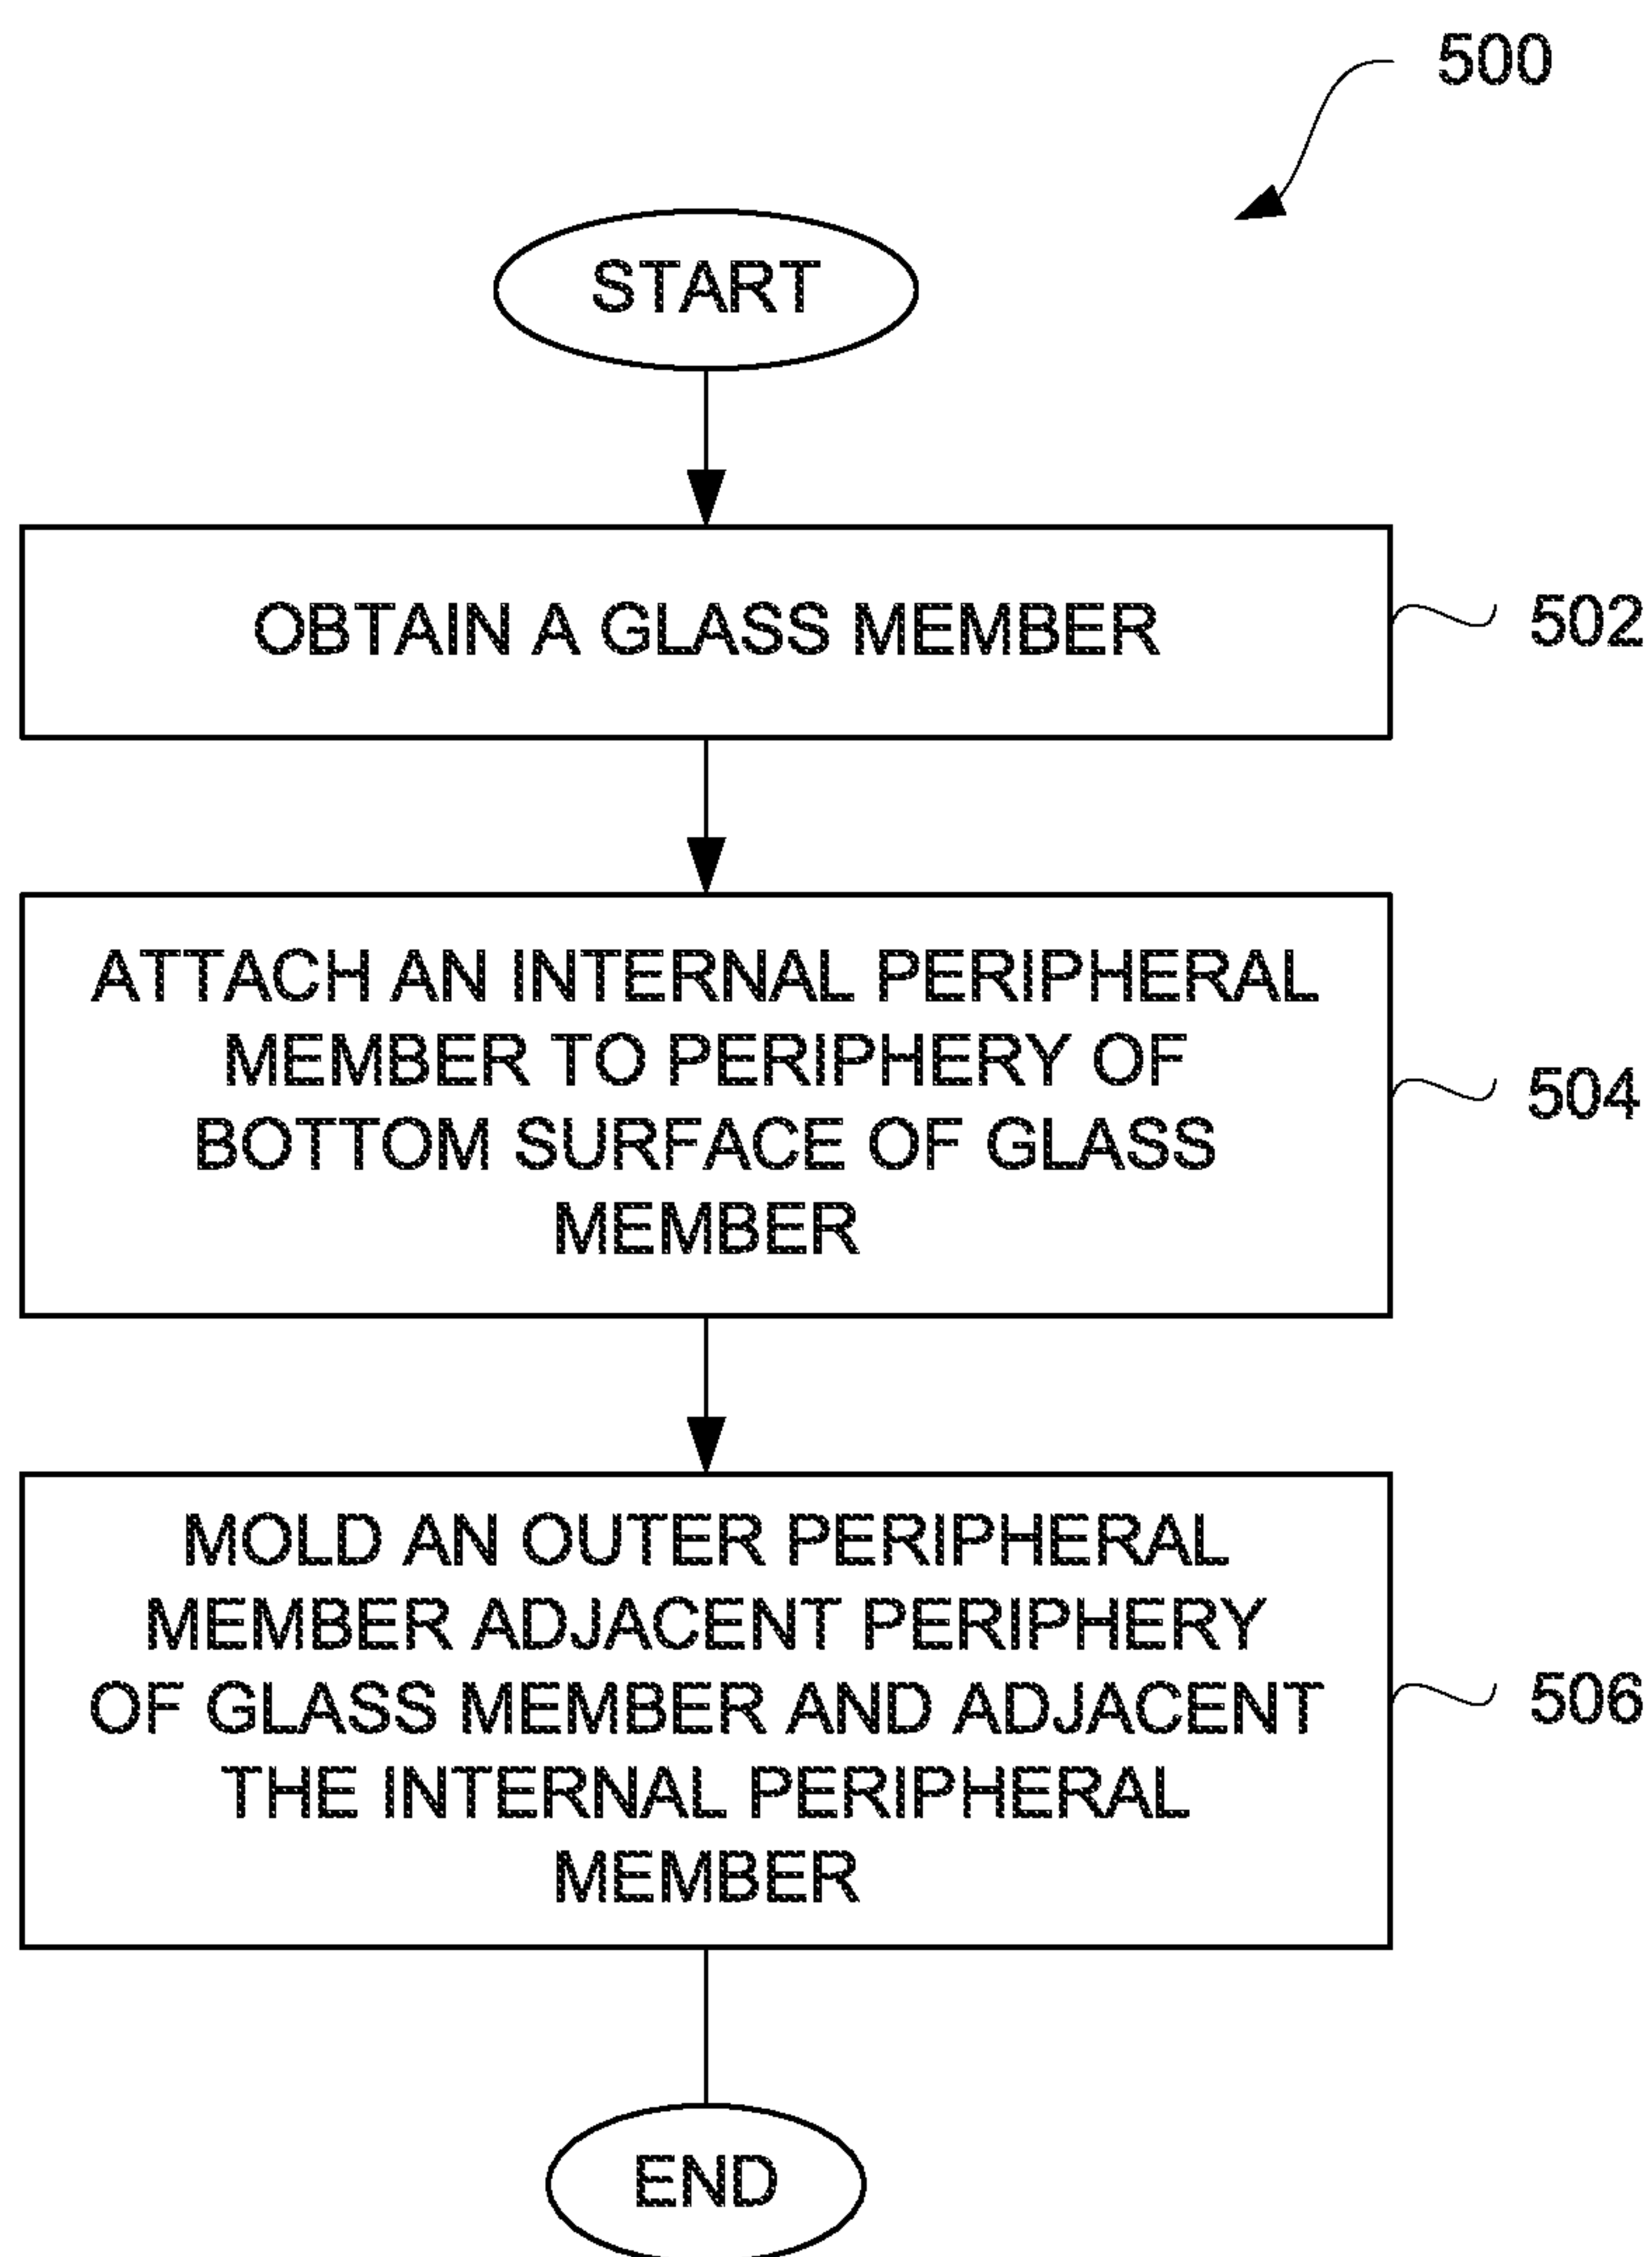 500
START
OBTAIN A GLASS MEMBER
502
ATTACH AN INTERNAL PERIPHERAL
MEMBER TO PERIPHERY OF
BOTTOM SURFACE OF GLASS
MEMBER
504
MOLD AN OUTER PERIPHERAL
MEMBER ADJACENT PERIPHERY
OF GLASS MEMBER AND ADJACENT
THE INTERNAL PERIPHERAL
MEMBER
506
END